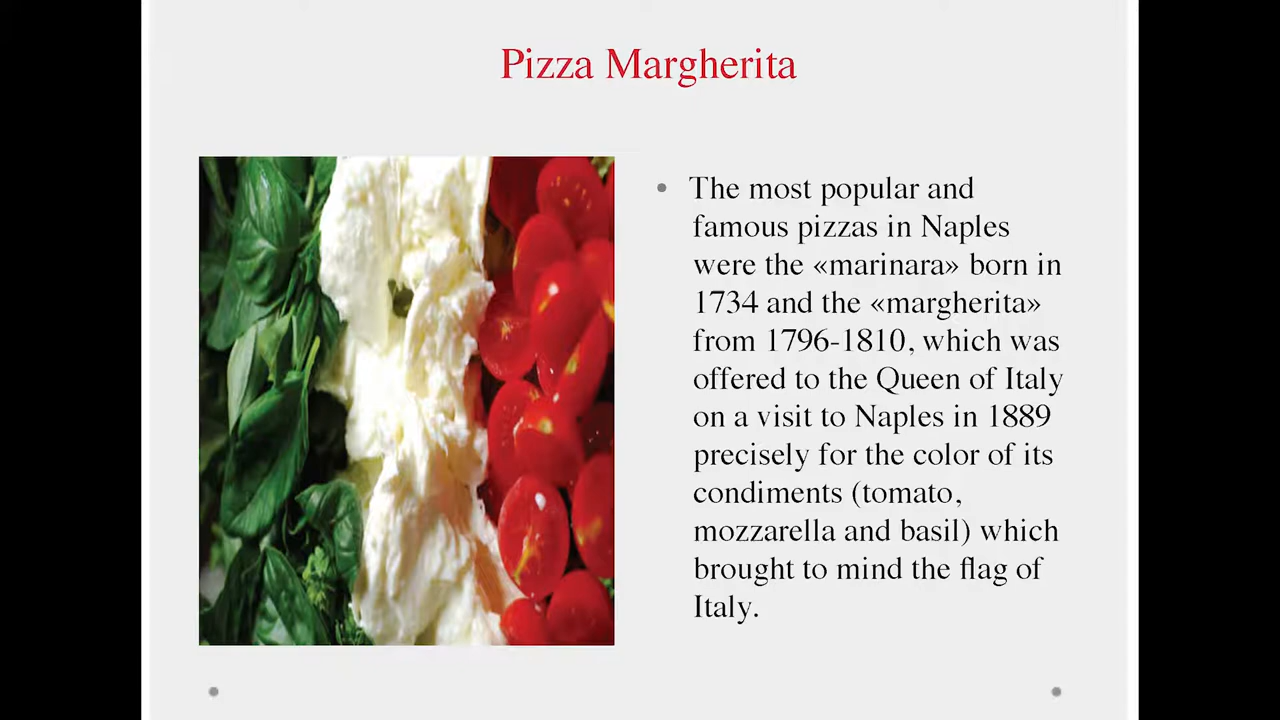 Pizza Margherita
• The most popular and
famous pizzas in Naples
were the «marinara» born in
1734 and the «margherita»
from 1796-1810, which was
offered to the Queen of Italy
on a visit to Naples in 1889
precisely for the color of its
condiments (tomato,
mozzarella and basil) which
brought to mind the flag of
Italy.